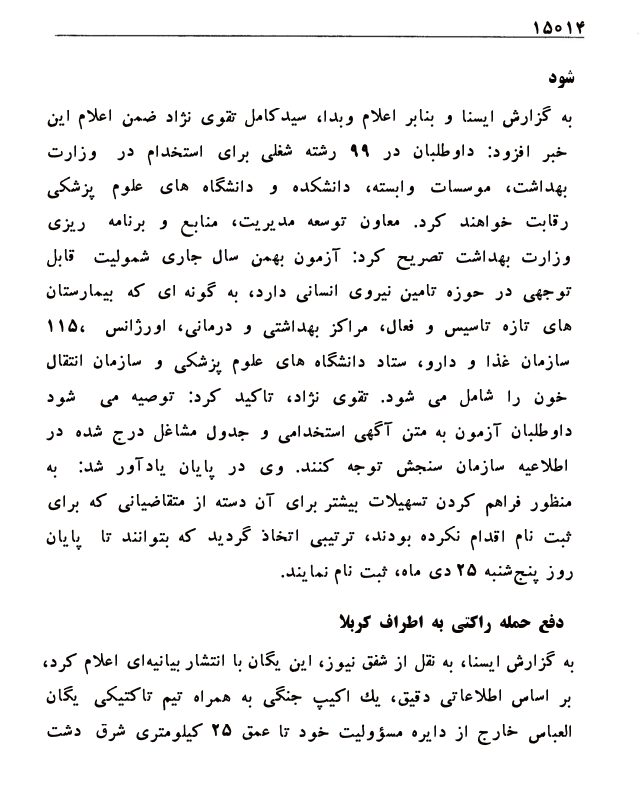 ۱۵۰۱۴
شود
به گزارش ایسنا و بنابر اعلام وبدا، سیدکامل تقوی نژاد ضمن اعلام این
خبر افزود: داوطلبان در ۹۹ رشته شغلی برای استخدام در وزارت
بهداشت، موسسات وابسته، دانشکده و دانشگاه های علوم پزشکی
رقابت خواهند کرد. معاون توسعه مدیریت، منابع و برنامه ریزی
وزارت بهداشت تصریح کرد: آزمون بهمن سال جاری شمولیت قابل
توجهی در حوزه تامین نیروی انسانی دارد، به گونه ای که بیمارستان
های تازه تاسیس و فعال، مراکز بهداشتی و درمانی، اورژانس ۱۱۵،
سازمان غذا و دارو، ستاد دانشگاه های علوم پزشکی و سازمان انتقال
خون را شامل می شود. تقوی نژاد، تاکید کرد: توصیه می شود
داوطلبان آزمون به متن آگهی استخدامی و جدول مشاغل درج شده در
اطلاعیه سازمان سنجش توجه کنند. وی در پایان یادآور شد: به
منظور فراهم کردن تسهیلات بیشتر برای آن دسته از متقاضیانی که برای
ثبت نام اقدام نکرده بودند، ترتیبی اتخاذ گردید که بتوانند تا پایان
روز پنج‌شنبه ۲۵ دی ماه، ثبت نام نمایند.
دفع حمله راکتی به اطراف کربلا
به گزارش ایسنا، به نقل از شفق نیوز، این یگان با انتشار بیانیه‌ای اعلام کرد،
بر اساس اطلاعاتی دقیق، یك اکیپ جنگی به همراه تیم تاکتیکی یگان
العباس خارج از دایره مسؤولیت خود تا عمق ۲۵ کیلومتری شرق دشت